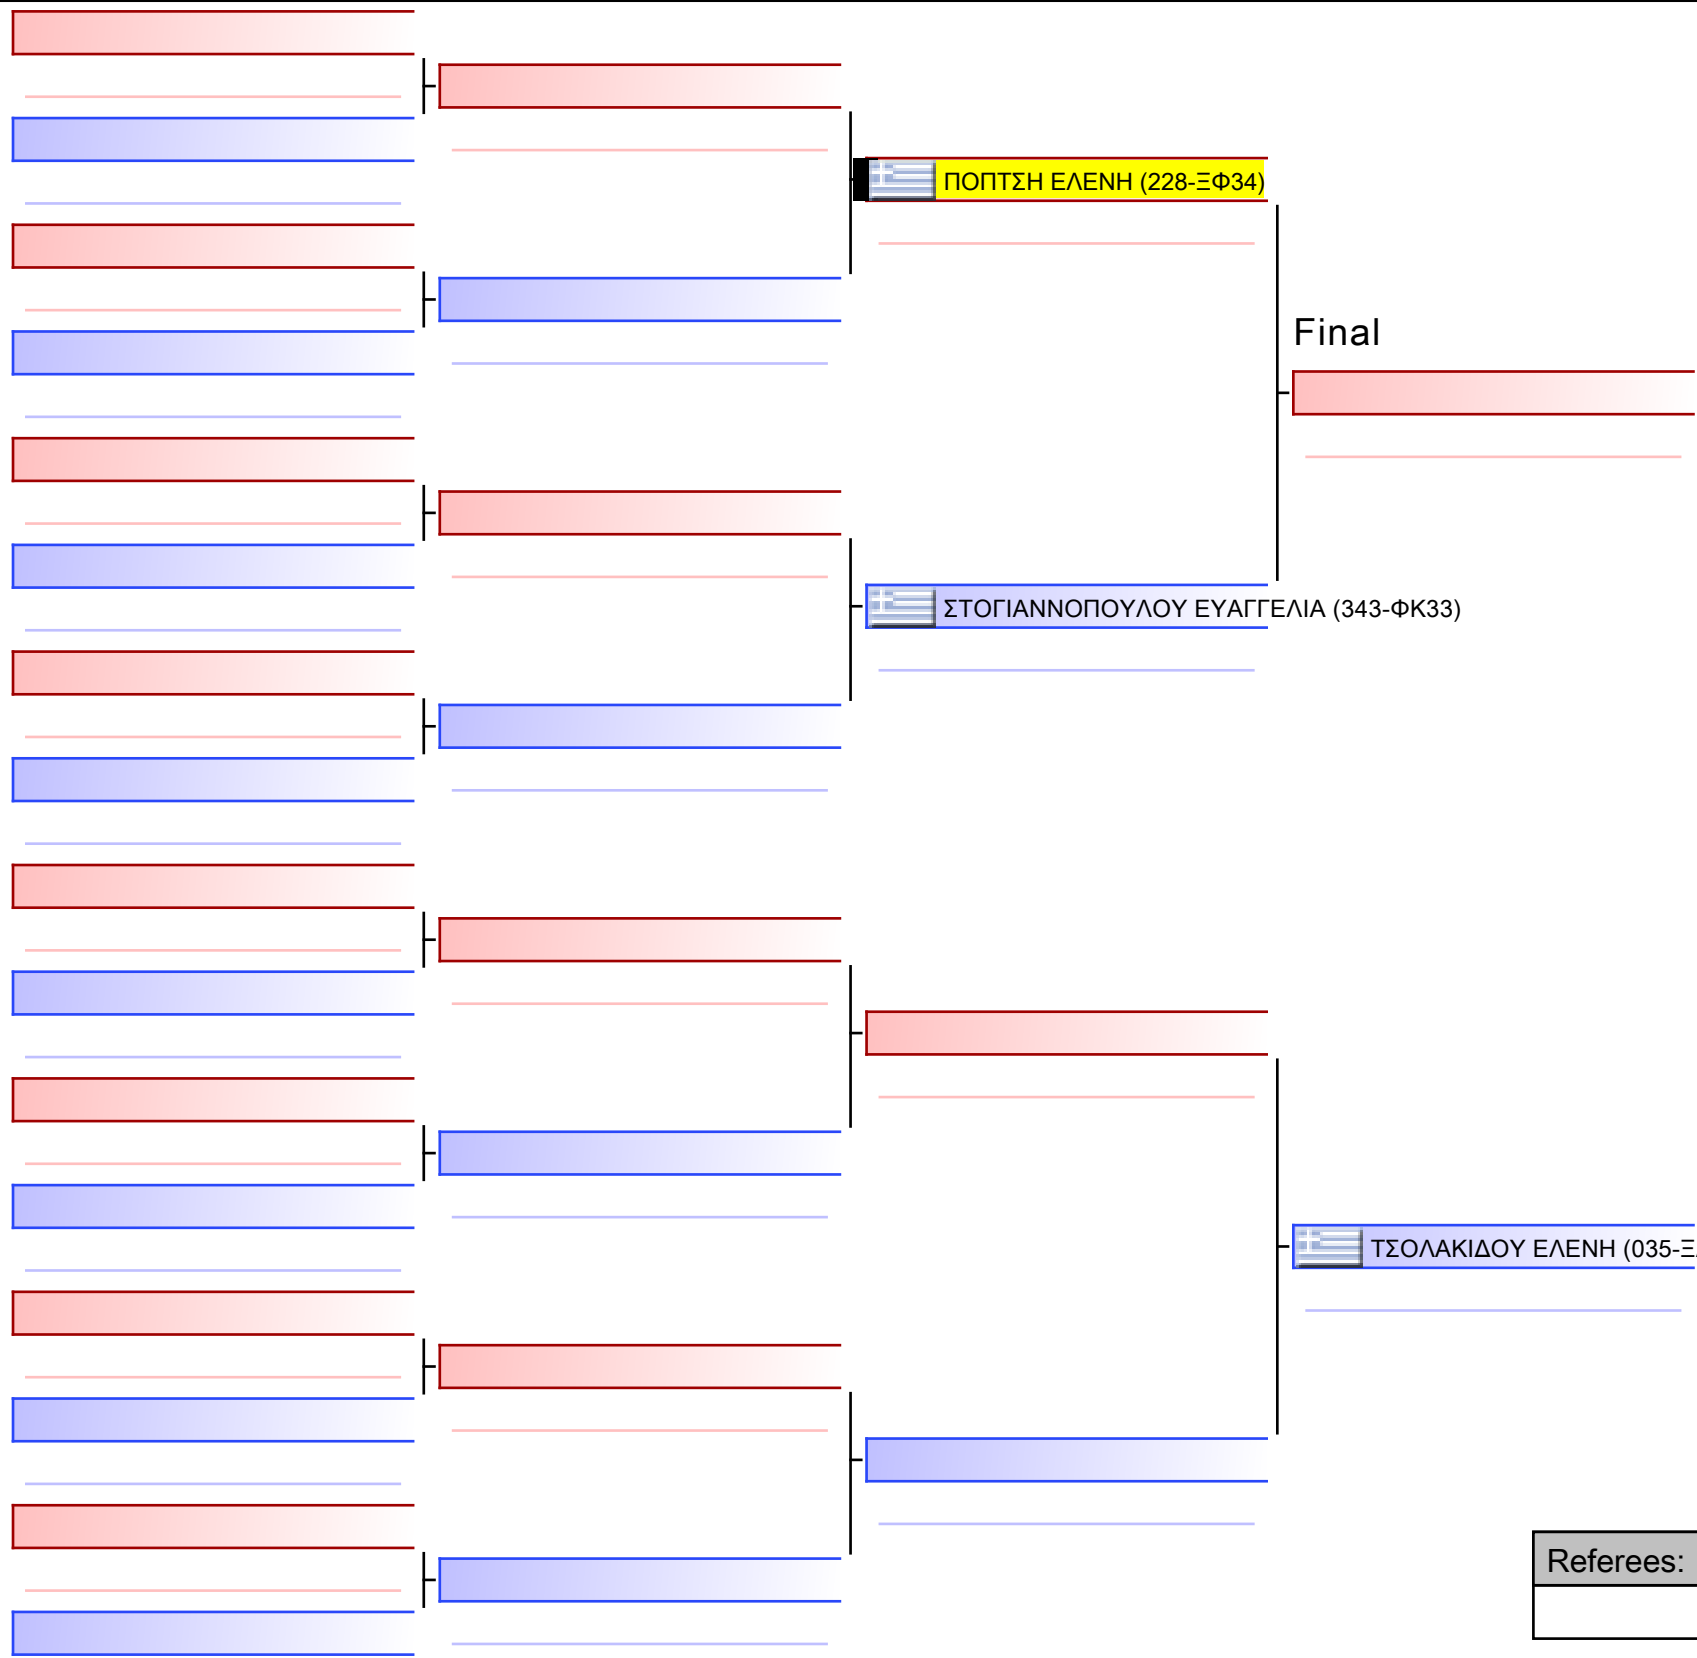 ΠΟΠΤΣΗ ΕΛΕΝΗ (228-ΞΦ34)
Final
ΣΤΟΓΙΑΝΝΟΠΟΥΛΟΥ ΕΥΑΓΓΕΛΙΑ (343-ΦΚ33)
ΤΣΟΛΑΚΙΔΟΥ ΕΛΕΝΗ (035-Ξ
Referees: